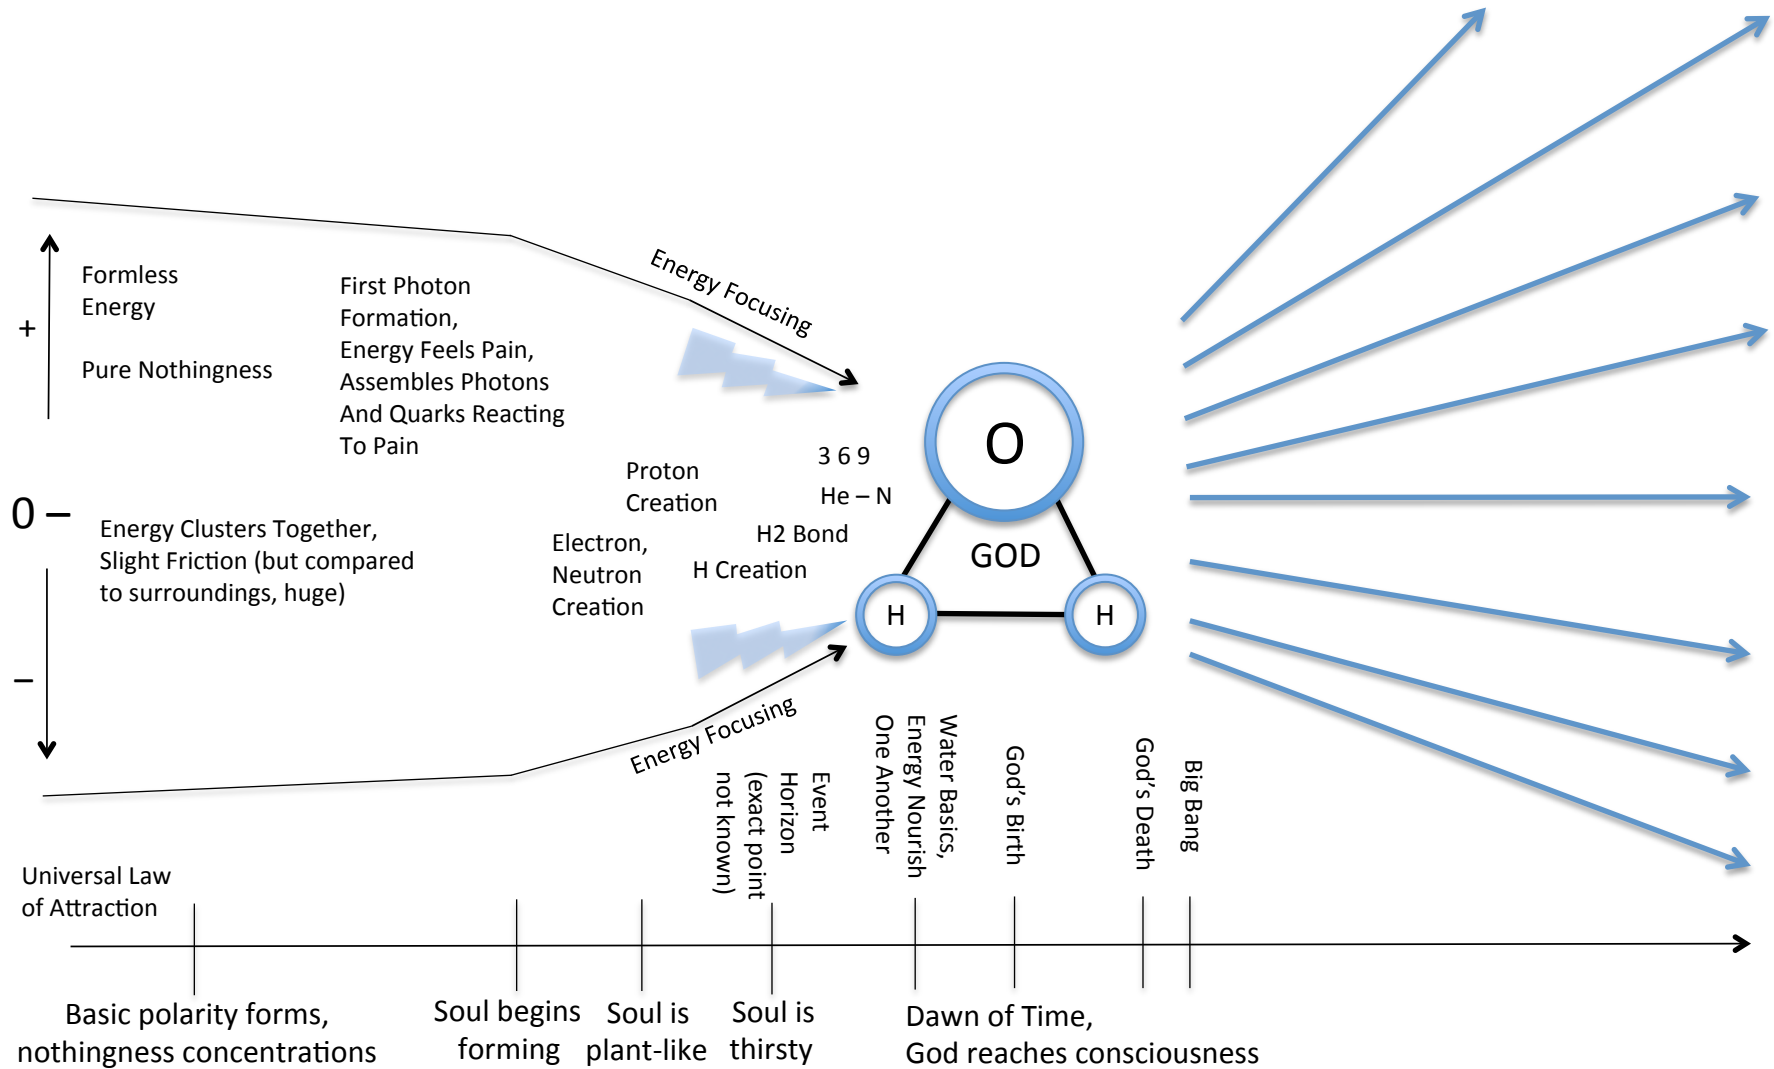 Energy Focusing
Formless
Energy
Pure Nothingness
+
First Photon
Formation,
Energy Feels Pain,
Assembles Photons
And Quarks Reacting
To Pain
O
3 6 9
Proton
Creation
He – N
0 –
Energy Clusters Together,
Slight Friction (but compared
to surroundings, huge)
H2 Bond
Electron,
Neutron
Creation
H Creation
GOD
H
H
–
Energy Focusing
Event
Horizon
(exact point
not known)
Water Basics,
Energy Nourish
One Another
God's Birth
God's Death
Big Bang
Universal Law
of Attraction
Basic polarity forms,
nothingness concentrations
Soul begins
forming
Soul is
plant-like
Soul is
thirsty
Dawn of Time,
God reaches consciousness